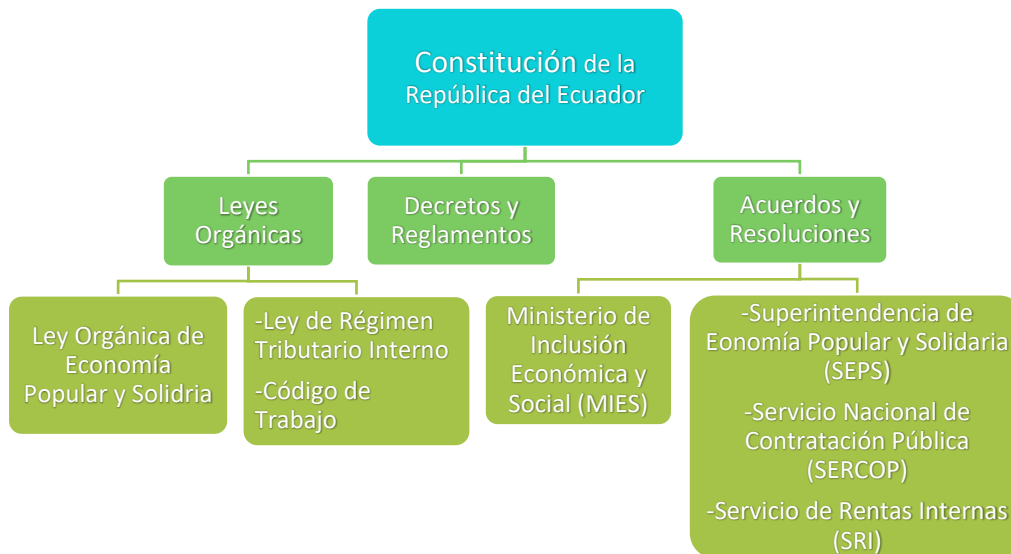 Constitución de la
República del Ecuador
Leyes
Orgánicas
Decretos y
Reglamentos
Acuerdos y
Resoluciones
Ley Orgánica de
Economía
Popular y Solidria
-Ley de Régimen
Tributario Interno
-Código de
Trabajo
Ministerio de
Inclusión
Económica y
Social (MIES)
-Superintendencia de
Eonomía Popular y Solidaria
(SEPS)
-Servicio Nacional de
Contratación Pública
(SERCOP)
-Servicio de Rentas Internas
(SRI)